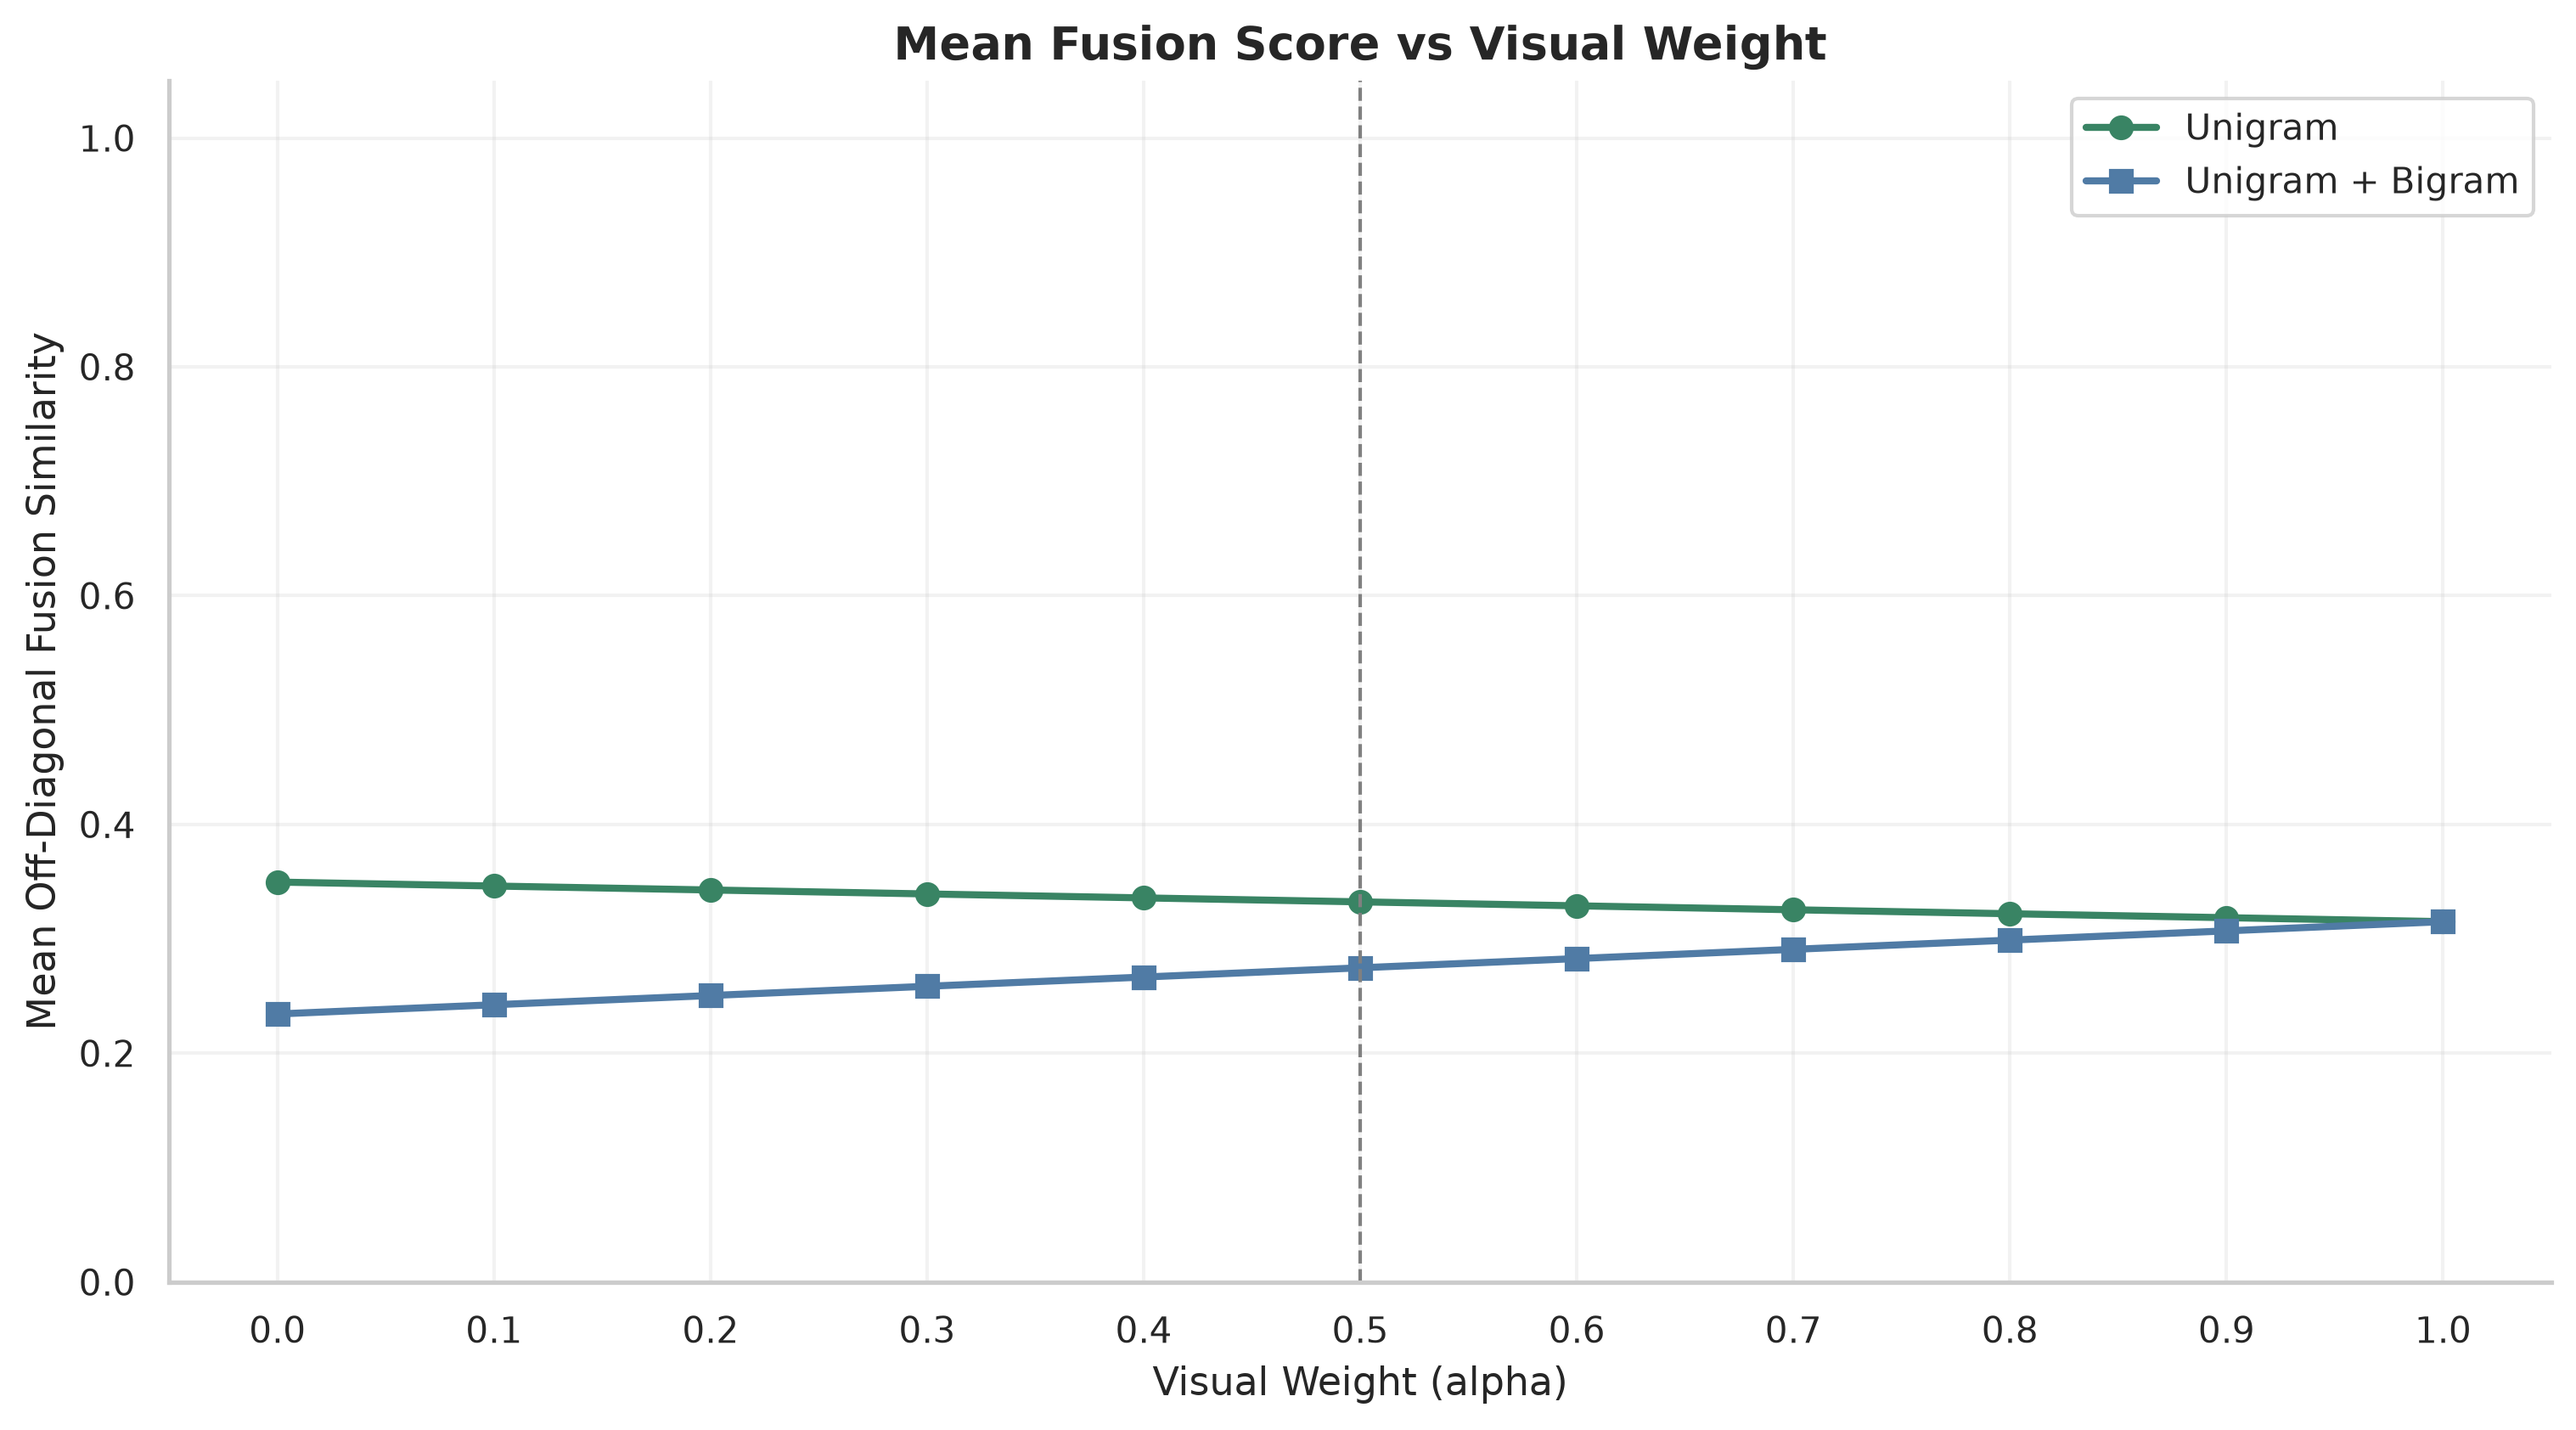 Mean Fusion Score vs Visual Weight
Unigram
Unigram + Bigram
Mean Off-Diagonal Fusion Similarity
1.0
0.8
0.6
0.4
0.2
0.0
0.0 0.1 0.2 0.3 0.4 0.5 0.6 0.7 0.8 0.9 1.0
Visual Weight (alpha)